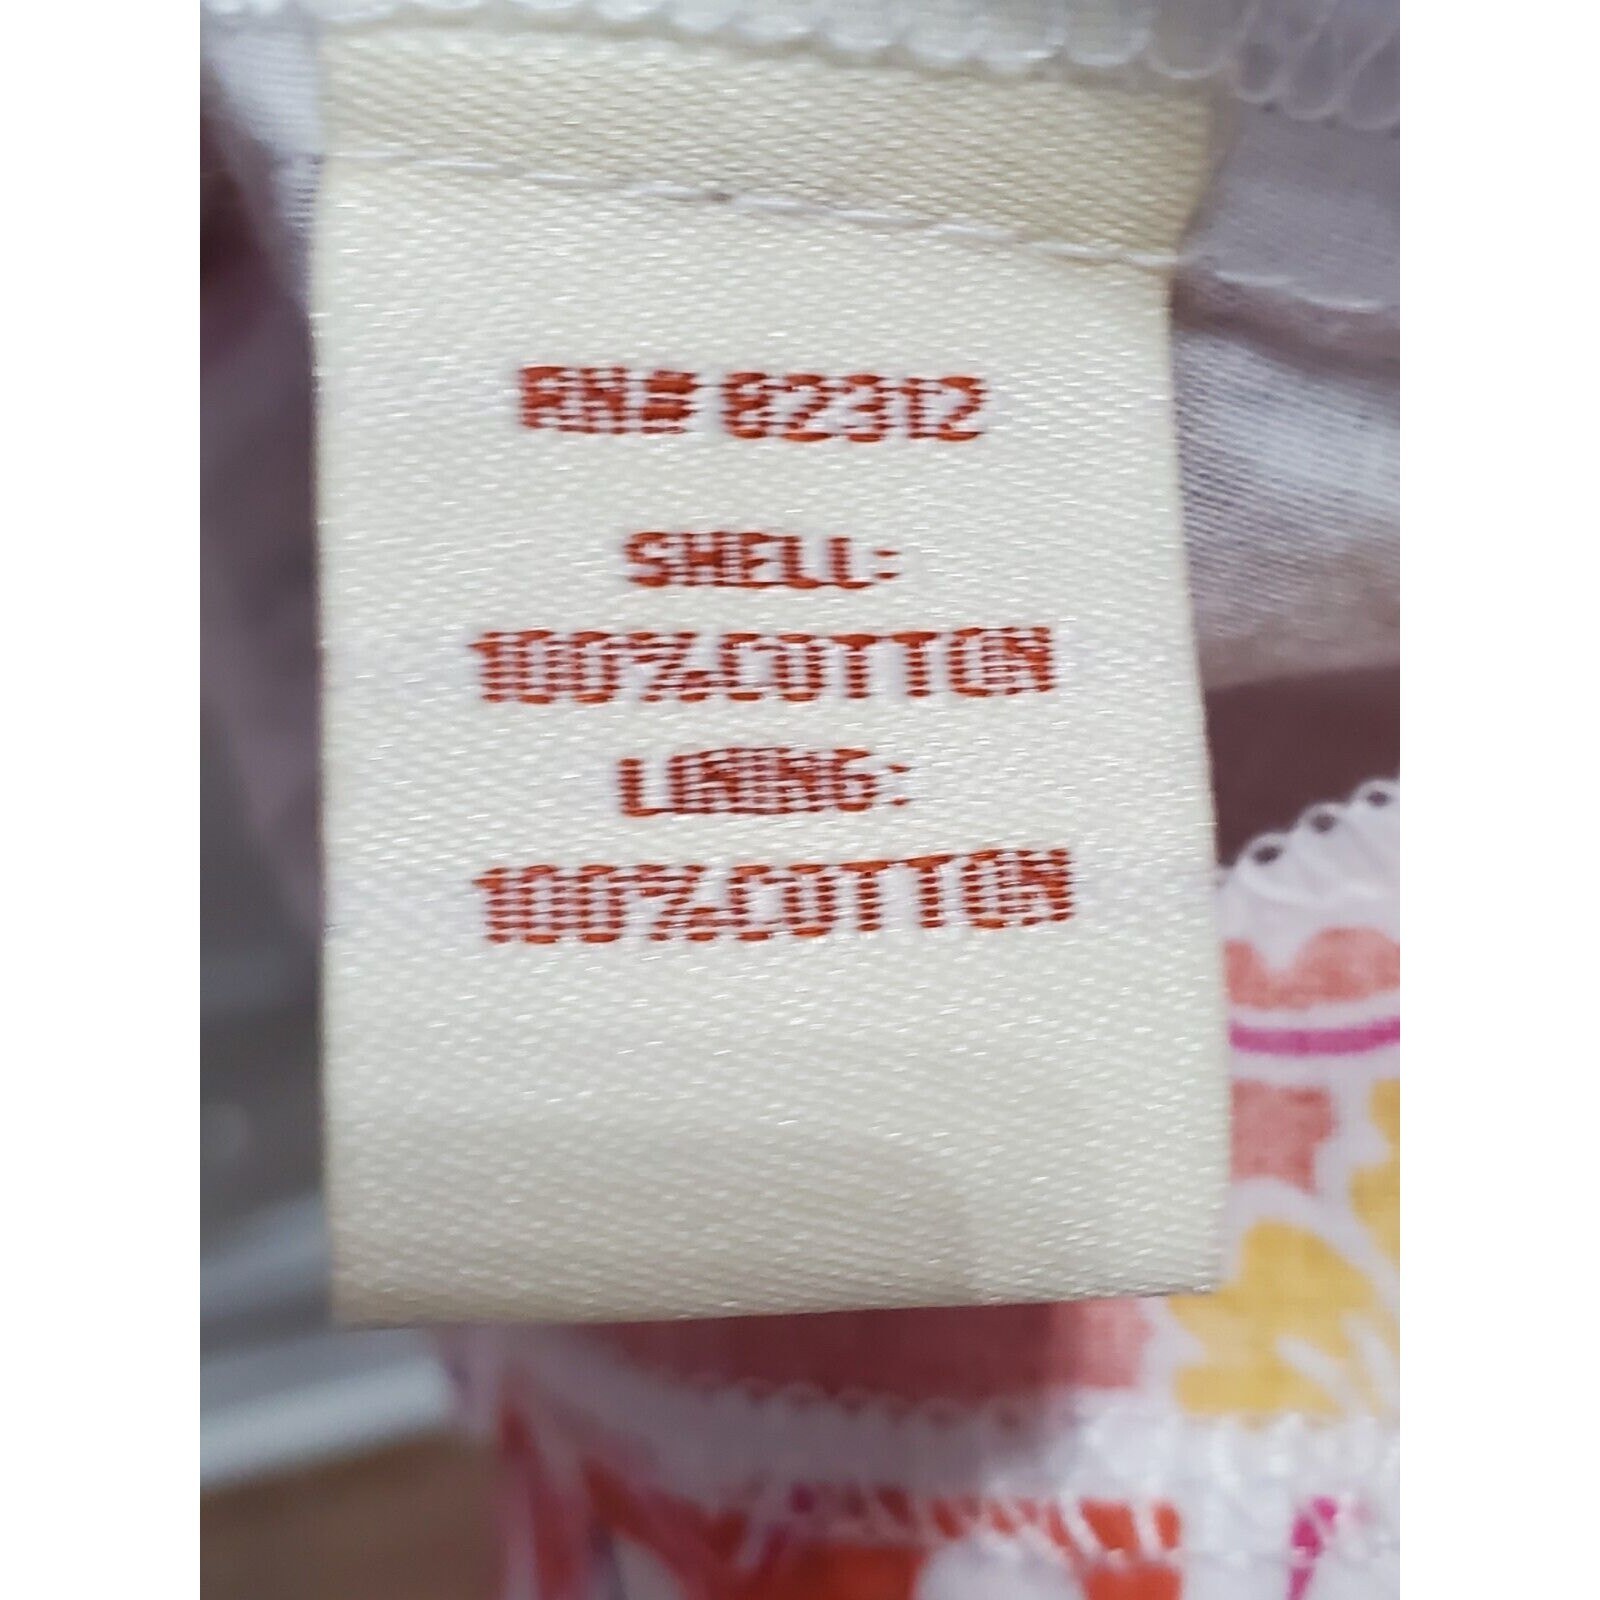 RN# 82312
SHELL:
100%COTTON
LINING:
100%COTTON